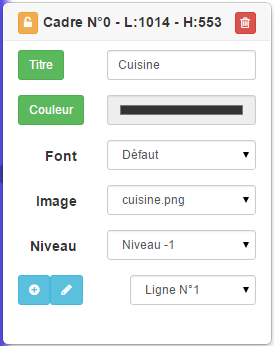 Cadre N°0 - L:1014 - H:553
Titre Cuisine
Couleur
Font Défaut
Image cuisine.png
Niveau Niveau -1
Ligne N°1